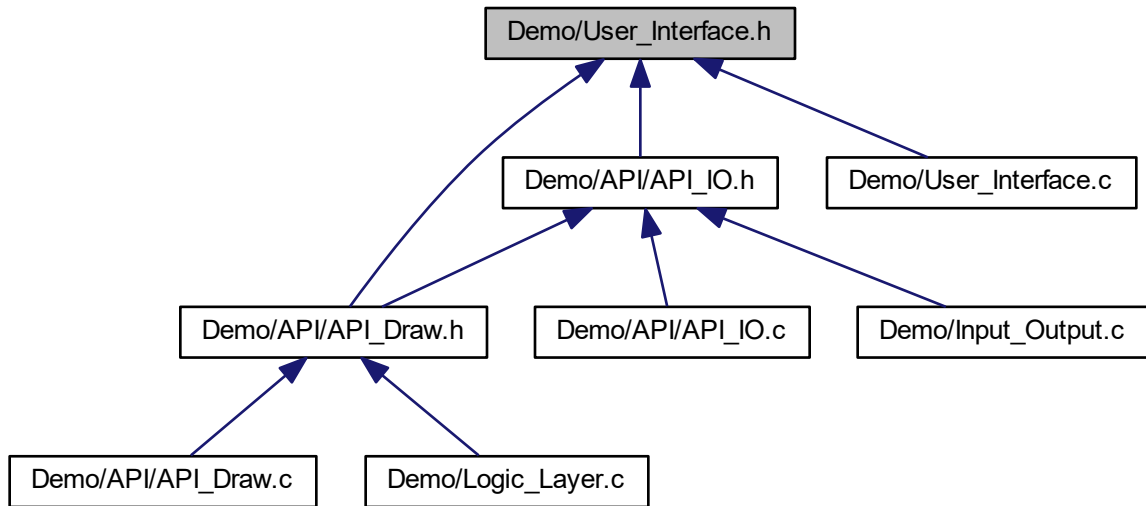 Demo/User_Interface.h
Demo/API/API_IO.h
Demo/User_Interface.c
Demo/API/API_Draw.h
Demo/API/API_IO.c
Demo/Input_Output.c
Demo/API/API_Draw.c
Demo/Logic_Layer.c